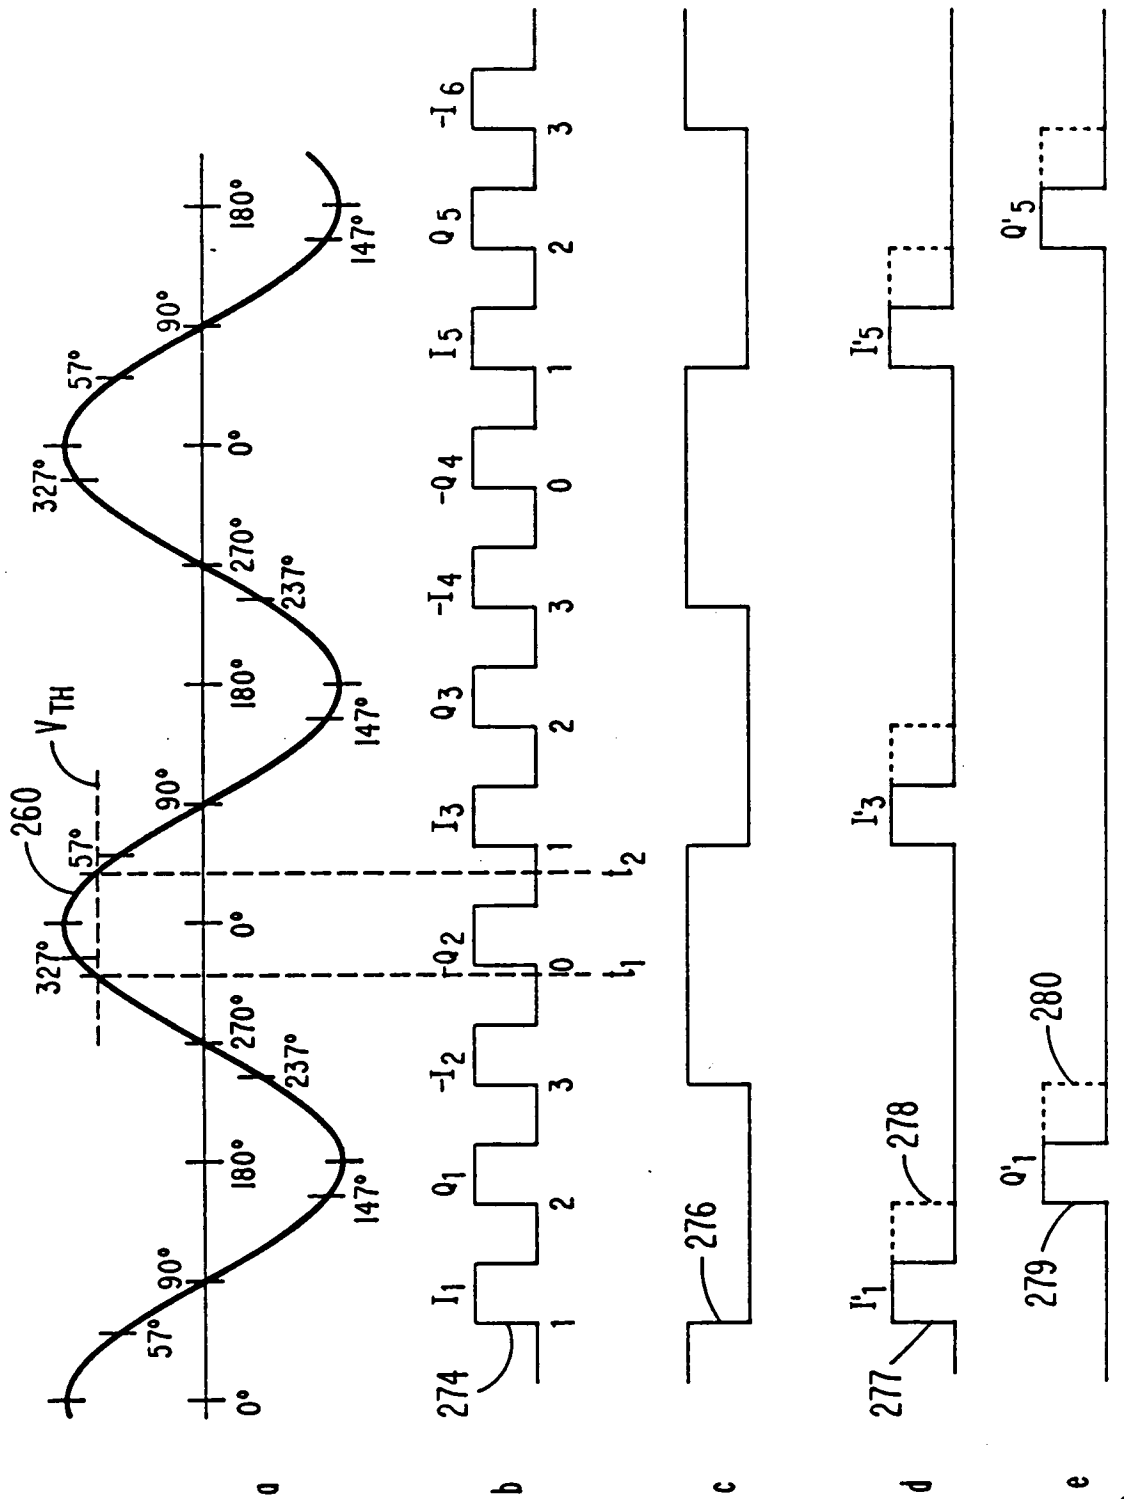 260
V TH
327° 57° 327° 57°
57° 90° 90° 90°
0° 180° 270° 0° 180° 270° 0° 180°
147° 237° 147° 237° 147°
a
274
I1 Q1 -I2 -Q2 I3 Q3 -I4 -Q4 I5 Q5 -I6
1 2 3 0 1 2 3 0 1 2 3
b
t1 t2
276
c
I'1 I'3 I'5
277 278
d
Q'1 Q'5
279 280
e